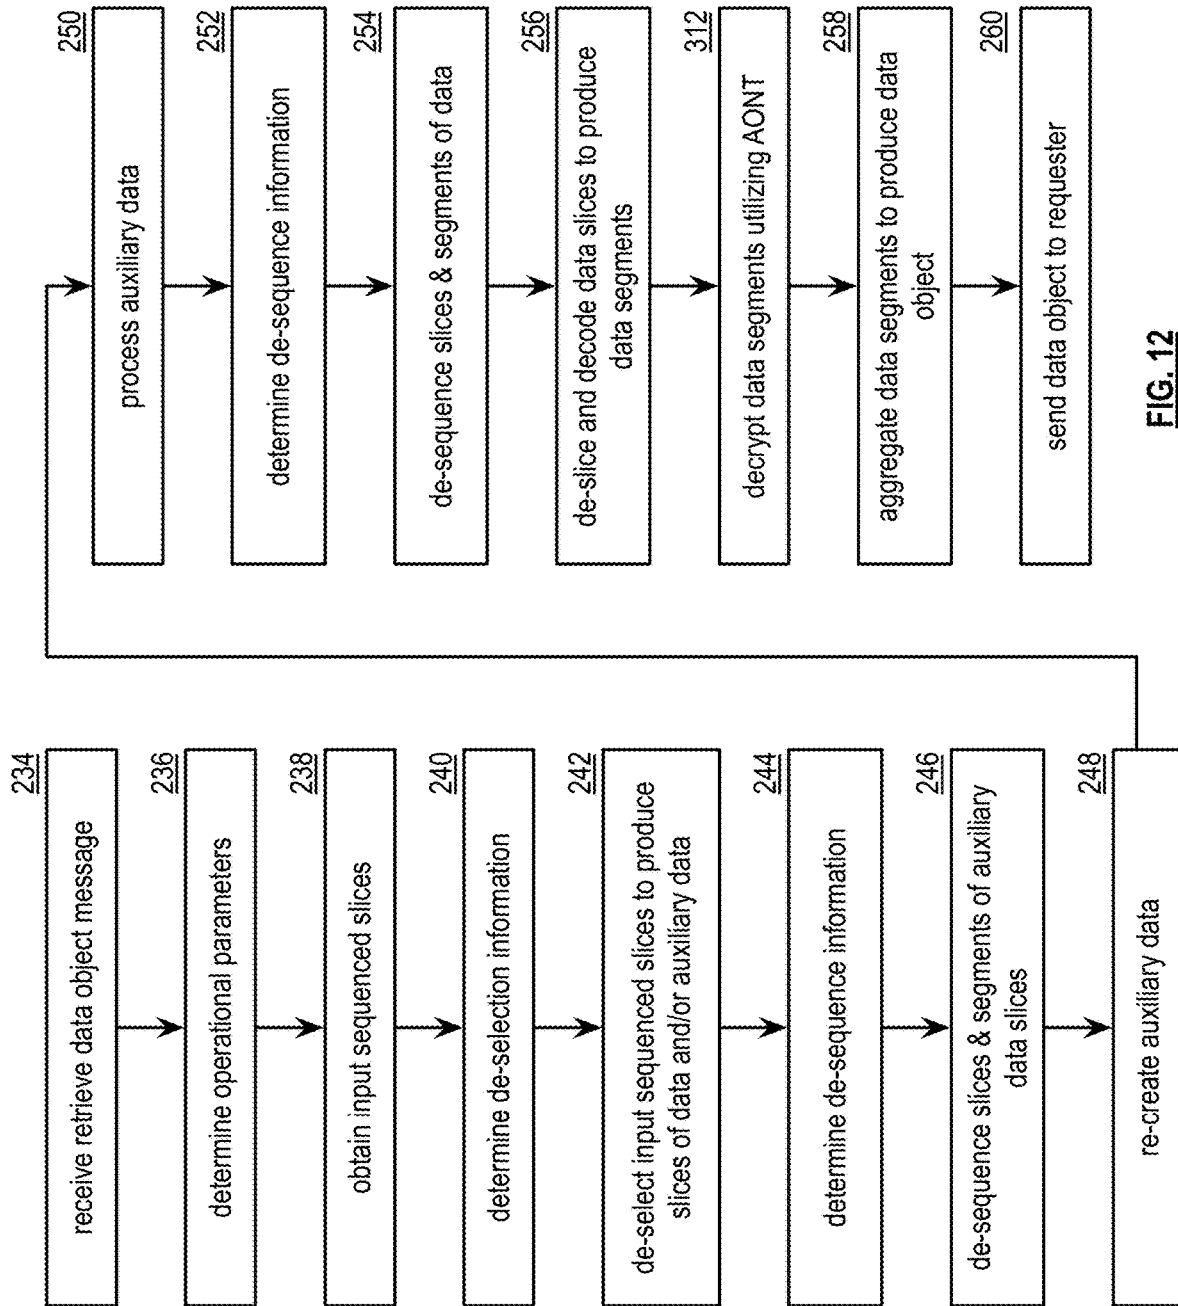 234
receive retrieve data object message
236
determine operational parameters
238
obtain input sequenced slices
240
determine de-selection information
242
de-select input sequenced slices to produce
slices of data and/or auxiliary data
244
determine de-sequence information
246
de-sequence slices & segments of auxiliary
data slices
248
re-create auxiliary data
250
process auxiliary data
252
determine de-sequence information
254
de-sequence slices & segments of data
256
de-slice and decode data slices to produce
data segments
312
decrypt data segments utilizing AONT
258
aggregate data segments to produce data
object
260
send data object to requester
FIG. 12